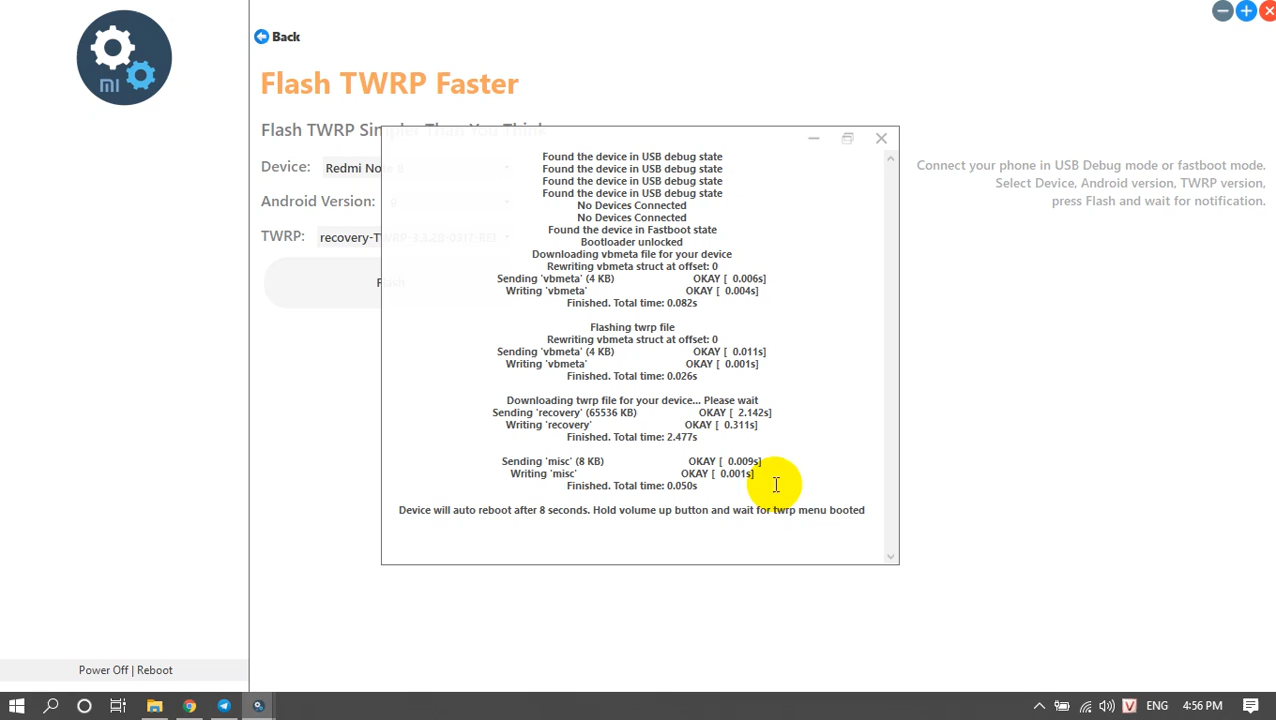 MI
Back
Flash TWRP Faster
Flash TWRP Simpler Than You Think
Device: Redmi Note 8
Android Version: 9
TWRP:
Flash
Connect your phone in USB Debug mode or fastboot mode.
Select Device, Android version, TWRP version,
press Flash and wait for notification.
Found the device in USB debug state
Found the device in USB debug state
Found the device in USB debug state
Found the device in USB debug state
No Devices Connected
No Devices Connected
Found the device in Fastboot state
Bootloader unlocked
Downloading vbmeta file for your device
Rewriting vbmeta struct at offset: 0
Sending 'vbmeta' (4 KB) OKAY [ 0.006s]
Writing 'vbmeta' OKAY [ 0.004s]
Finished. Total time: 0.082s
Flashing twrp file
Rewriting vbmeta struct at offset: 0
Sending 'vbmeta' (4 KB) OKAY [ 0.011s]
Writing 'vbmeta' OKAY [ 0.001s]
Finished. Total time: 0.026s
Downloading twrp file for your device... Please wait
Sending 'recovery' (65536 KB) OKAY [ 2.142s]
Writing 'recovery' OKAY [ 0.311s]
Finished. Total time: 2.477s
Sending 'misc' (8 KB) OKAY [ 0.009s]
Writing 'misc' OKAY [ 0.001s]
Finished. Total time: 0.050s
Device will auto reboot after 8 seconds. Hold volume up button and wait for twrp menu booted
Power Off | Reboot
V ENG 4:56 PM